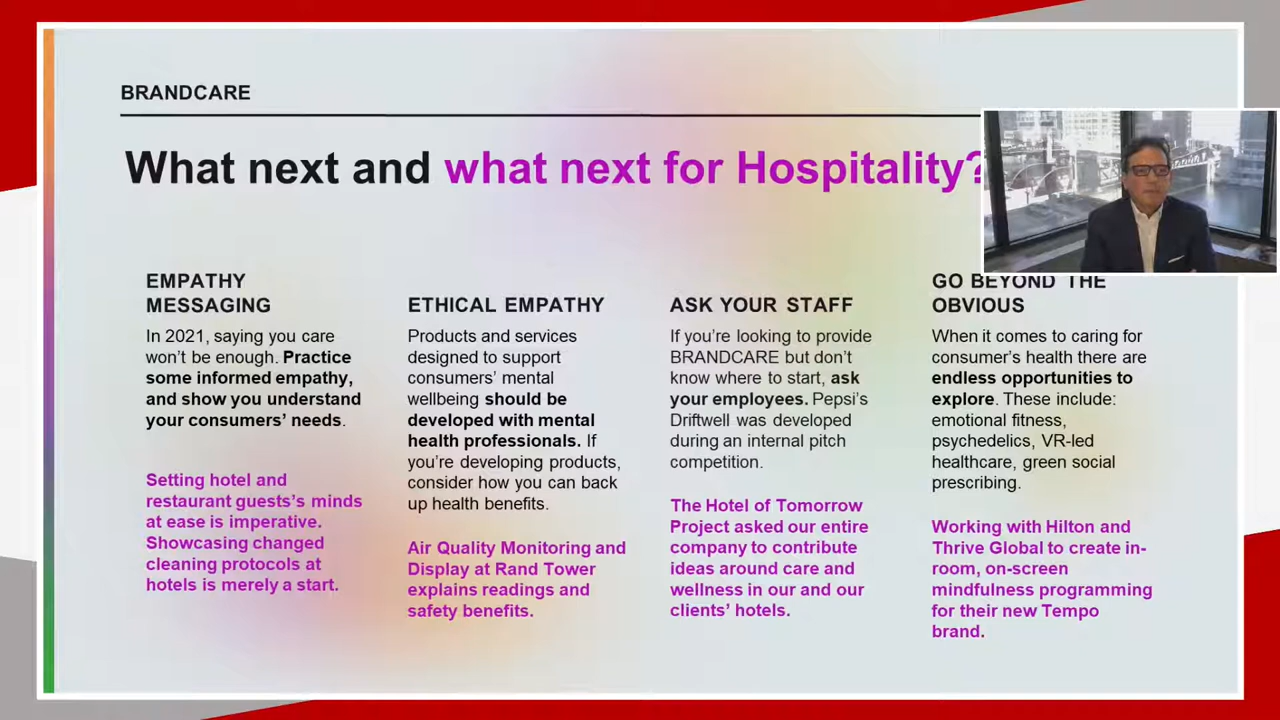 BRANDCARE
What next and what next for Hospitality?
EMPATHY
MESSAGING
In 2021, saying you care
won't be enough. Practice
some informed empathy,
and show you understand
your consumers' needs.
Setting hotel and
restaurant guests's minds
at ease is imperative.
Showcasing changed
cleaning protocols at
hotels is merely a start.
ETHICAL EMPATHY
Products and services
designed to support
consumers' mental
wellbeing should be
developed with mental
health professionals. If
you're developing products,
consider how you can back
up health benefits.
Air Quality Monitoring and
Display at Rand Tower
explains readings and
safety benefits.
ASK YOUR STAFF
If you're looking to provide
BRANDCARE but don't
know where to start, ask
your employees. Pepsi's
Driftwell was developed
during an internal pitch
competition.
The Hotel of Tomorrow
Project asked our entire
company to contribute
ideas around care and
wellness in our and our
clients' hotels.
GO BEYOND THE
OBVIOUS
When it comes to caring for
consumer's health there are
endless opportunities to
explore. These include:
emotional fitness,
psychedelics, VR-led
healthcare, green social
prescribing.
Working with Hilton and
Thrive Global to create in-
room, on-screen
mindfulness programming
for their new Tempo
brand.